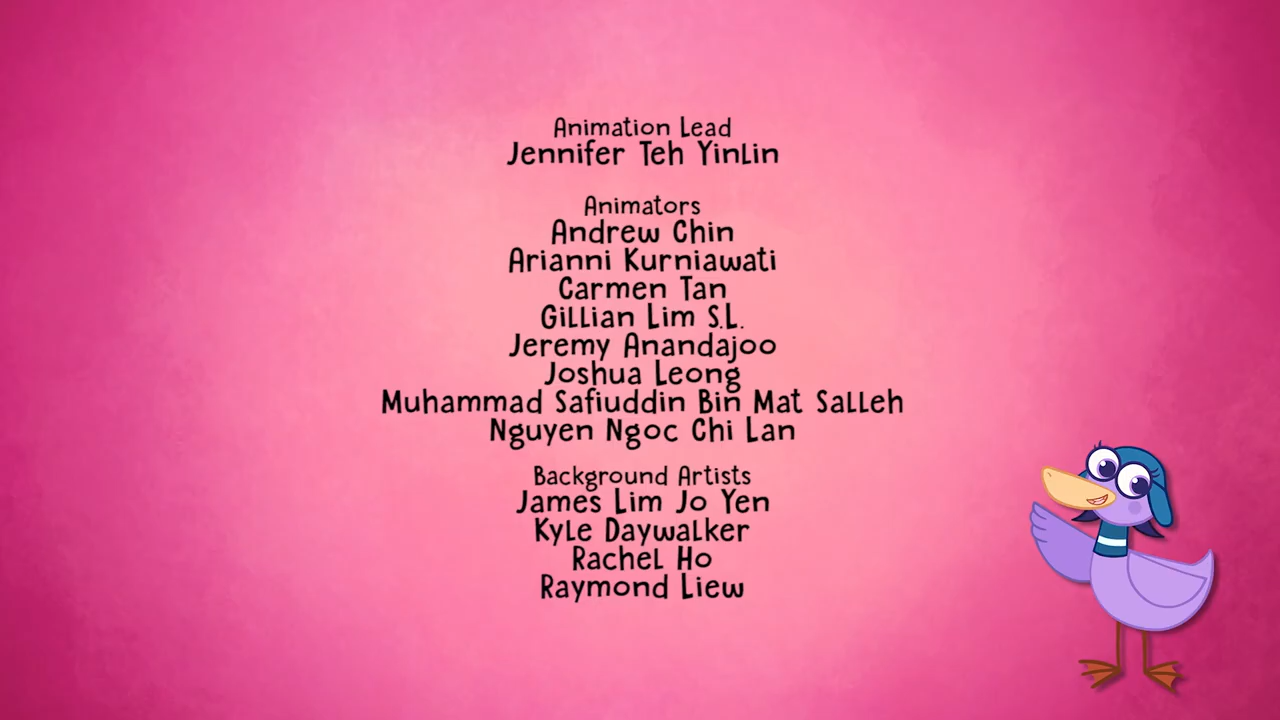 Animation Lead
Jennifer Teh YinLin
Animators
Andrew Chin
Arianni Kurniawati
Carmen Tan
Gillian Lim S.L.
Jeremy Anandajoo
Joshua Leong
Muhammad Safiuddin Bin Mat Salleh
Nguyen Ngoc Chi Lan
Background Artists
James Lim Jo Yen
Kyle Daywalker
Rachel Ho
Raymond Liew